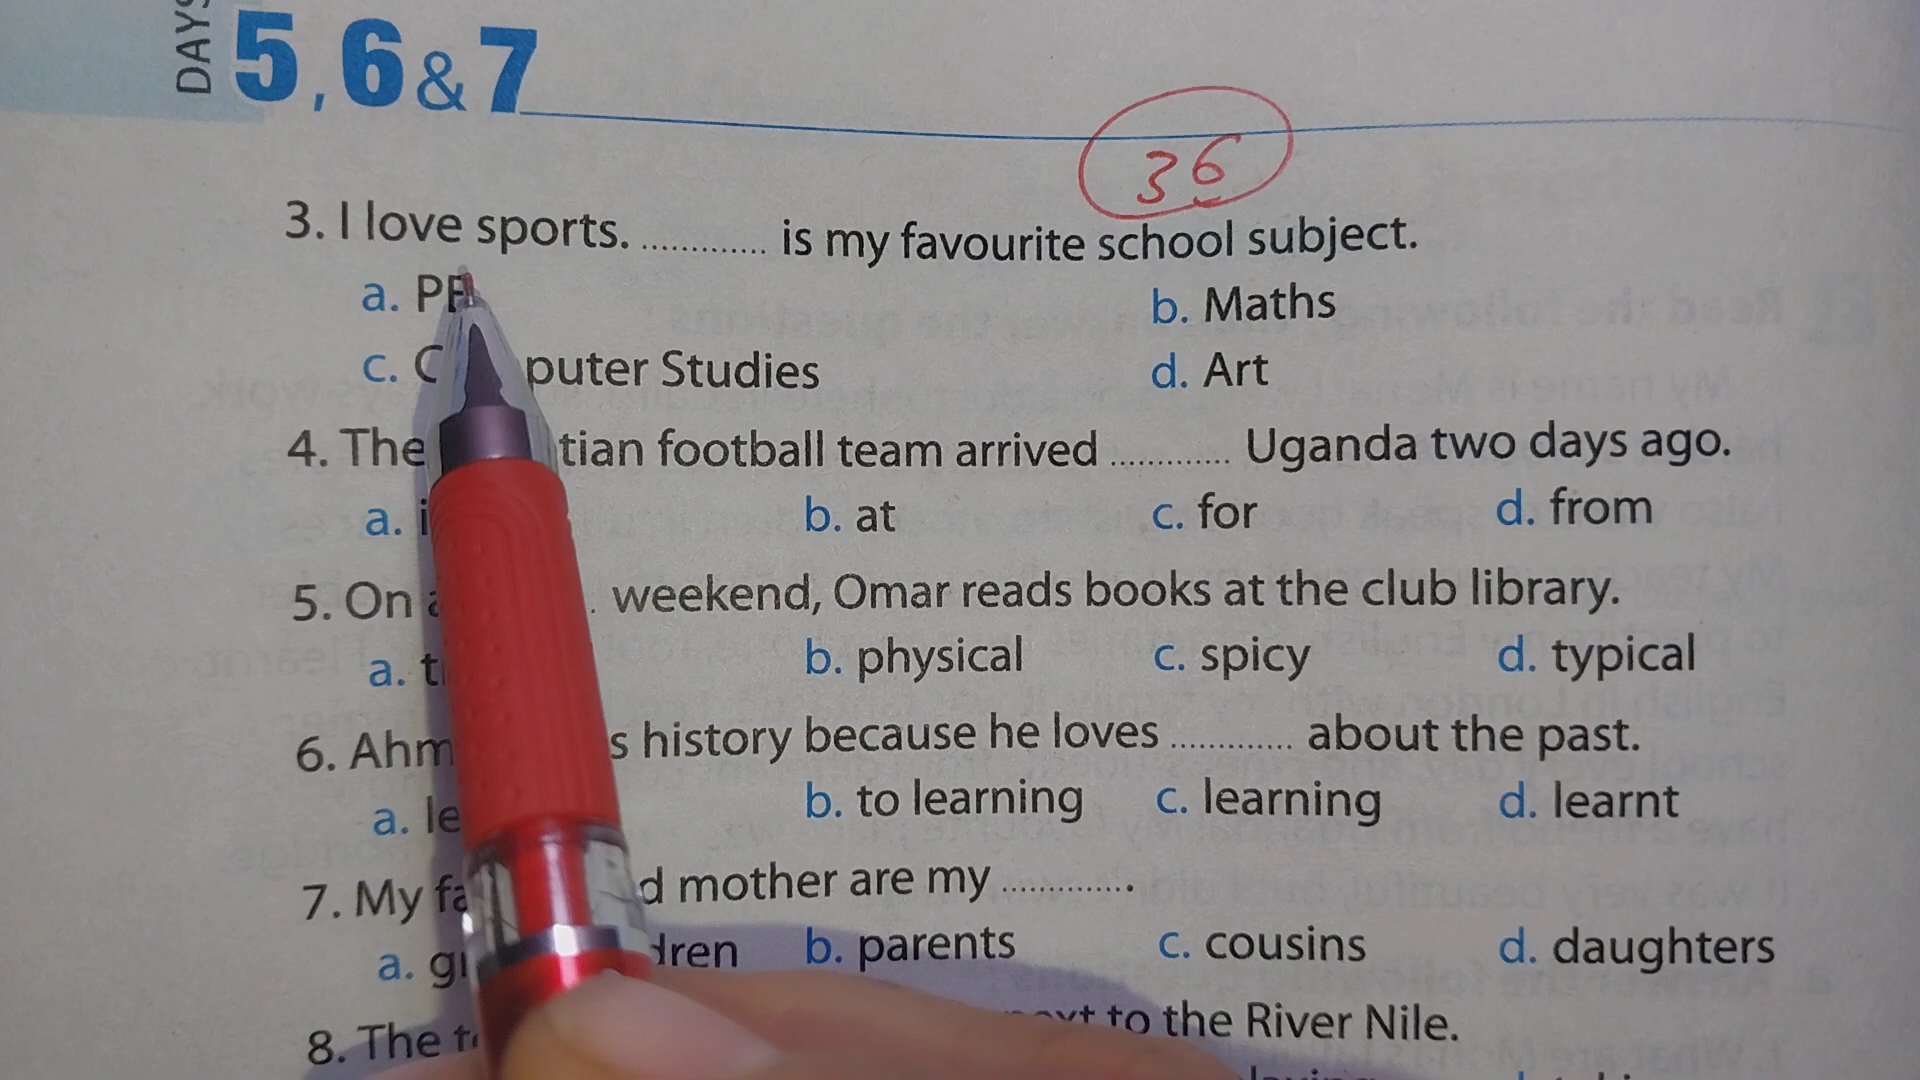 DAYS
5, 6 & 7
36
3. I love sports. ............. is my favourite school subject.
a. PE b. Maths
c. C puter Studies d. Art
4. The tian football team arrived ............. Uganda two days ago.
a. b. at c. for d. from
5. On a . weekend, Omar reads books at the club library.
a. b. physical c. spicy d. typical
6. Ahm s history because he loves ............. about the past.
a. le b. to learning c. learning d. learnt
7. My fa d mother are my ..............
a. dren b. parents c. cousins d. daughters
8. The to the River Nile.